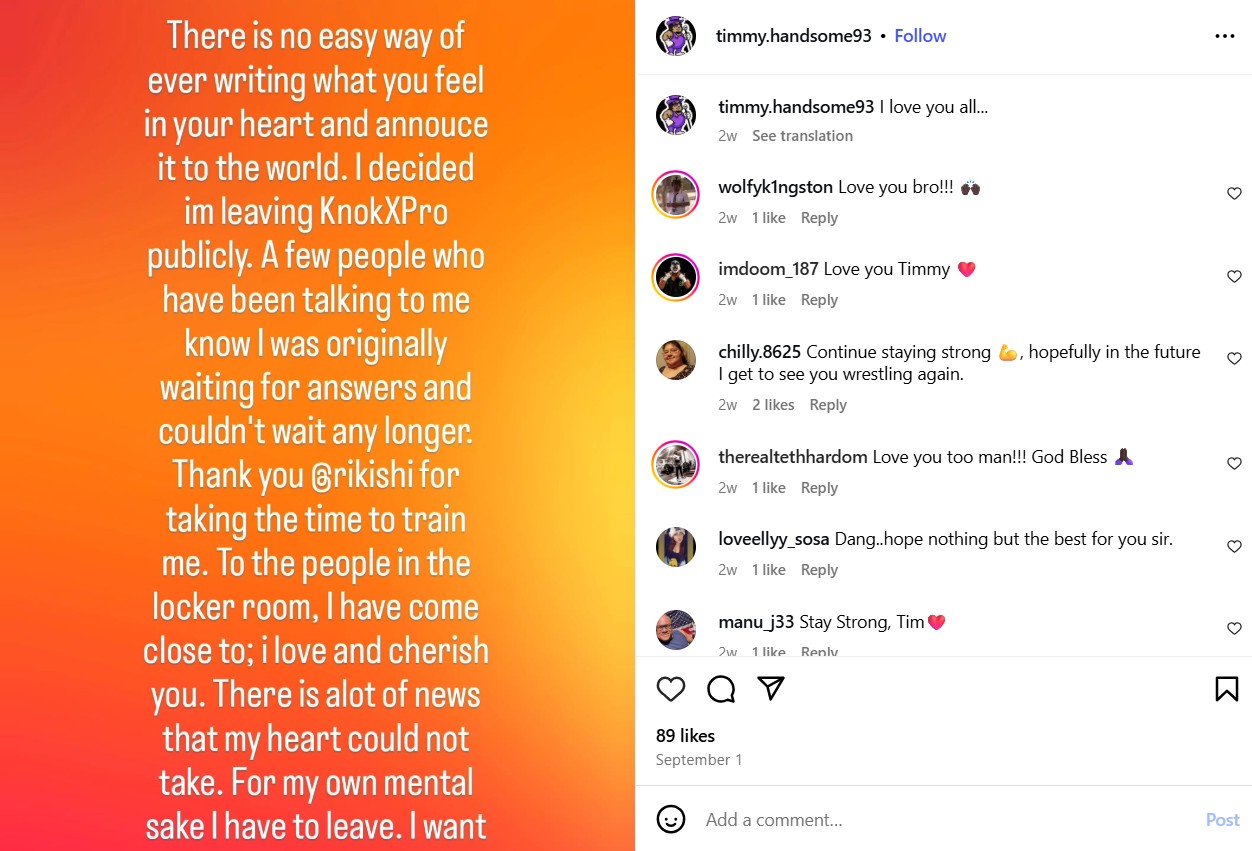 There is no easy way of
ever writing what you feel
in your heart and annouce
it to the world. I decided
im leaving KnokXPro
publicly. A few people who
have been talking to me
know I was originally
waiting for answers and
couldn't wait any longer.
Thank you @rikishi for
taking the time to train
me. To the people in the
locker room, I have come
close to; i love and cherish
you. There is alot of news
that my heart could not
take. For my own mental
sake I have to leave. I want
timmy.handsome93 • Follow
timmy.handsome93 I love you all...
2w See translation
wolfyk1ngston Love you bro!!! 🙌🏿
2w 1 like Reply
imdoom_187 Love you Timmy ❤️
2w 1 like Reply
chilly.8625 Continue staying strong 💪, hopefully in the future
I get to see you wrestling again.
2w 2 likes Reply
therealtethhardom Love you too man!!! God Bless 🙏🏿
2w 1 like Reply
loveellyy_sosa Dang..hope nothing but the best for you sir.
2w 1 like Reply
manu_j33 Stay Strong, Tim❤️
2w 1 like Reply
89 likes
September 1
Add a comment...
Post